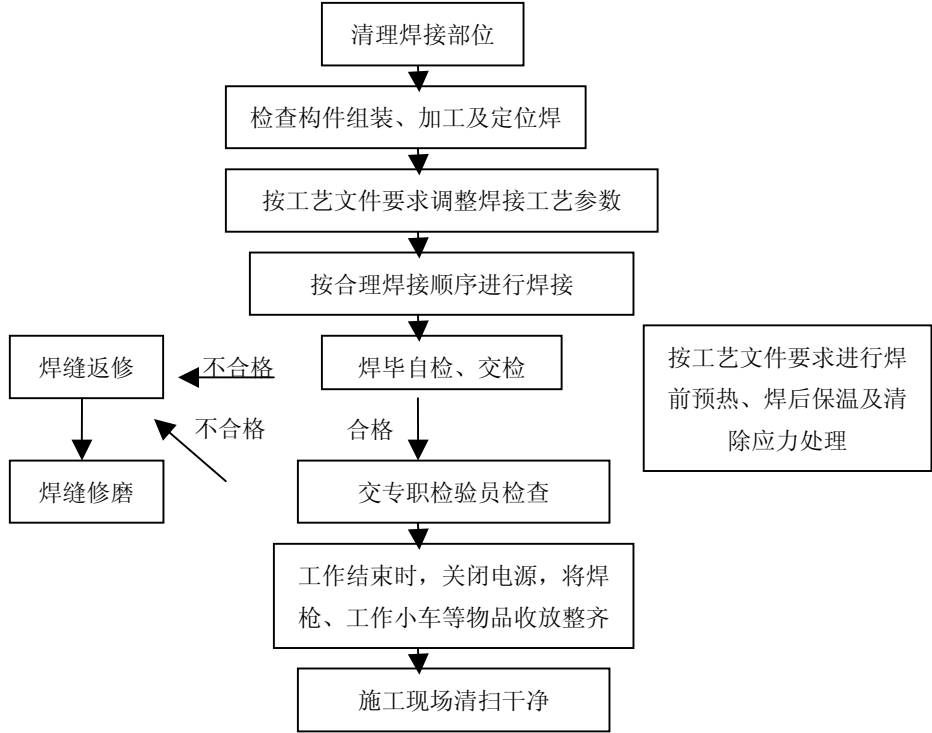 清理焊接部位
检查构件组装、加工及定位焊
按工艺文件要求调整焊接工艺参数
按合理焊接顺序进行焊接
焊缝返修
不合格
焊毕自检、交检
按工艺文件要求进行焊
前预热、焊后保温及清
除应力处理
不合格
合格
焊缝修磨
交专职检验员检查
工作结束时，关闭电源，将焊
枪、工作小车等物品收放整齐
施工现场清扫干净